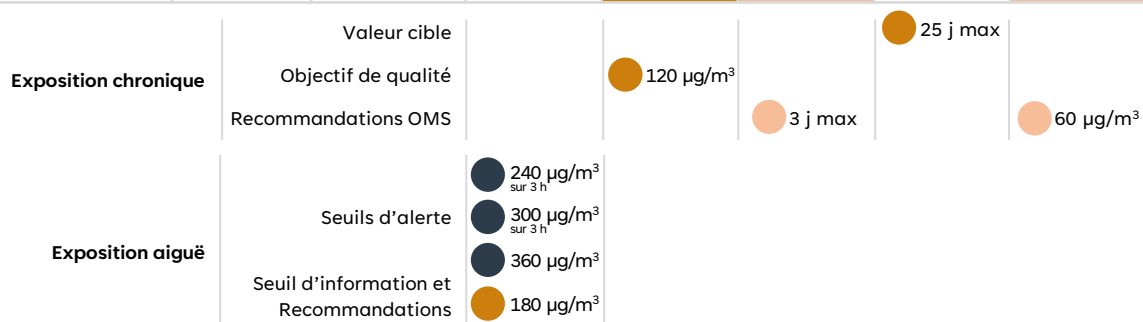 Valeur cible
25 j max
Exposition chronique
Objectif de qualité
120 µg/m³
Recommandations OMS
3 j max
60 µg/m³
240 µg/m³
sur 3 h
Seuils d’alerte
300 µg/m³
sur 3 h
Exposition aiguë
360 µg/m³
Seuil d’information et
Recommandations
180 µg/m³